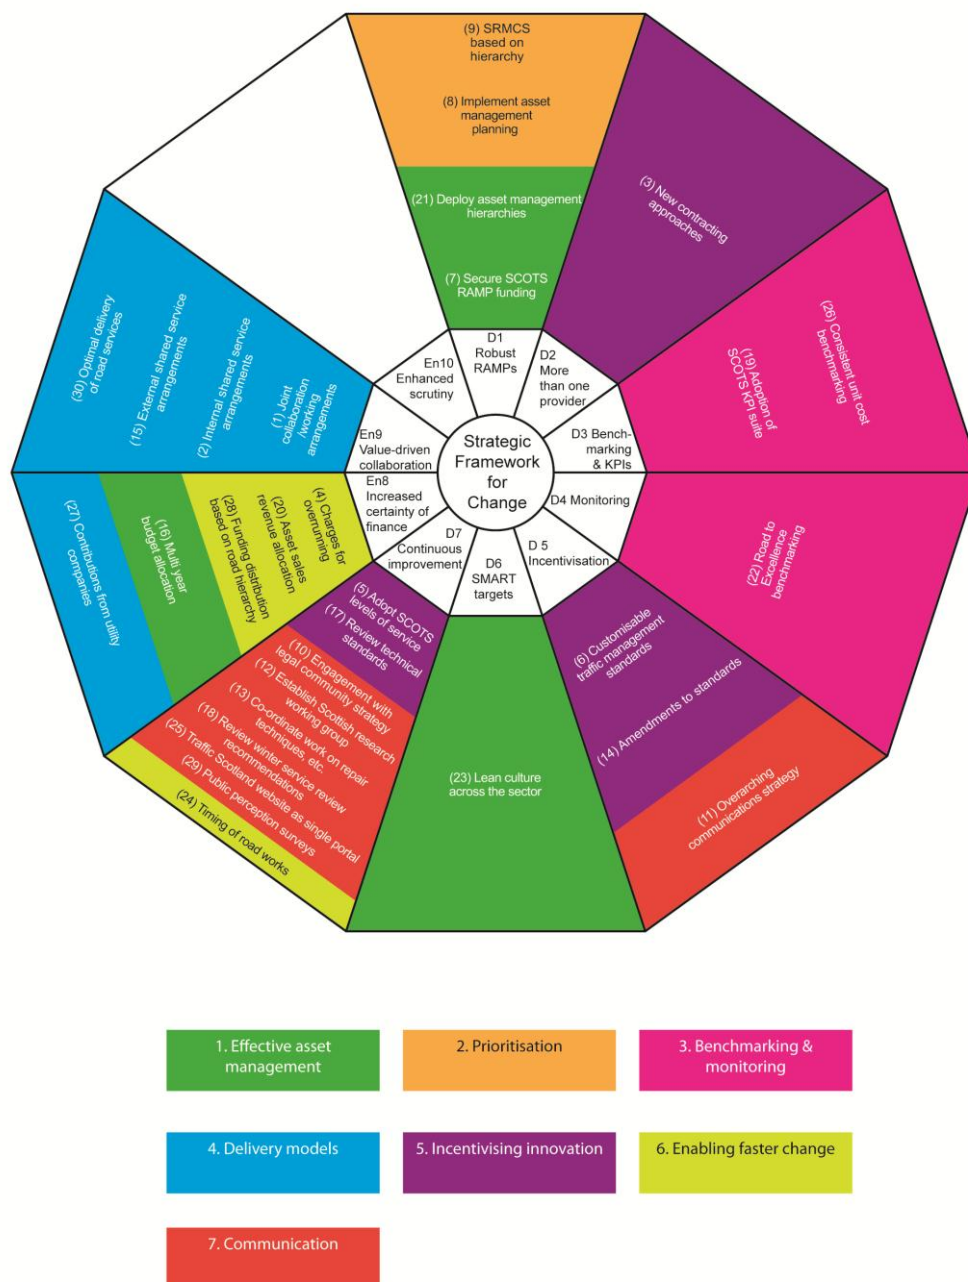 (9) SRMCS
based on
hierarchy
(8) Implement asset
management
planning
(21) Deploy asset management
hierarchies
(7) Secure SCOTS
RAMP funding
(3) New contracting
approaches
(26) Consistent unit cost
benchmarking
(19) Adoption of
SCOTS KPI suite
(22) Road to
Excellence
benchmarking
(6) Customisable
traffic management
standards
(14) Amendments to standards
(11) Overarching
communications strategy
(23) Lean culture
across the sector
(5) Adopt SCOTS
levels of service
(17) Review technical
standards
(10) Engagement with
legal community strategy
(12) Establish Scottish research
working group
(13) Co-ordinate work on repair
techniques, etc.
(18) Review winter service review
recommendations
(25) Traffic Scotland website as single portal
(29) Public perception surveys
(24) Timing of road works
(4) Charges for
overrunning
(20) Asset sales
revenue allocation
(28) Funding distribution
based on road hierarchy
(16) Multi year
budget allocation
(27) Contributions from utility
companies
(30) Optimal delivery
of road services
(15) External shared service
arrangements
(2) Internal shared service
arrangements
(1) Joint
collaboration
/working
arrangements
D1
Robust
RAMPs
D2
More
than one
provider
D3 Bench-
marking
& KPIs
D4 Monitoring
D 5
Incentivisation
D6
SMART
targets
D7
Continuous
improvement
En8
Increased
certainty of
finance
En9
Value-driven
collaboration
En10
Enhanced
scrutiny
Strategic
Framework
for
Change
1. Effective asset
management
2. Prioritisation
3. Benchmarking &
monitoring
4. Delivery models
5. Incentivising innovation
6. Enabling faster change
7. Communication